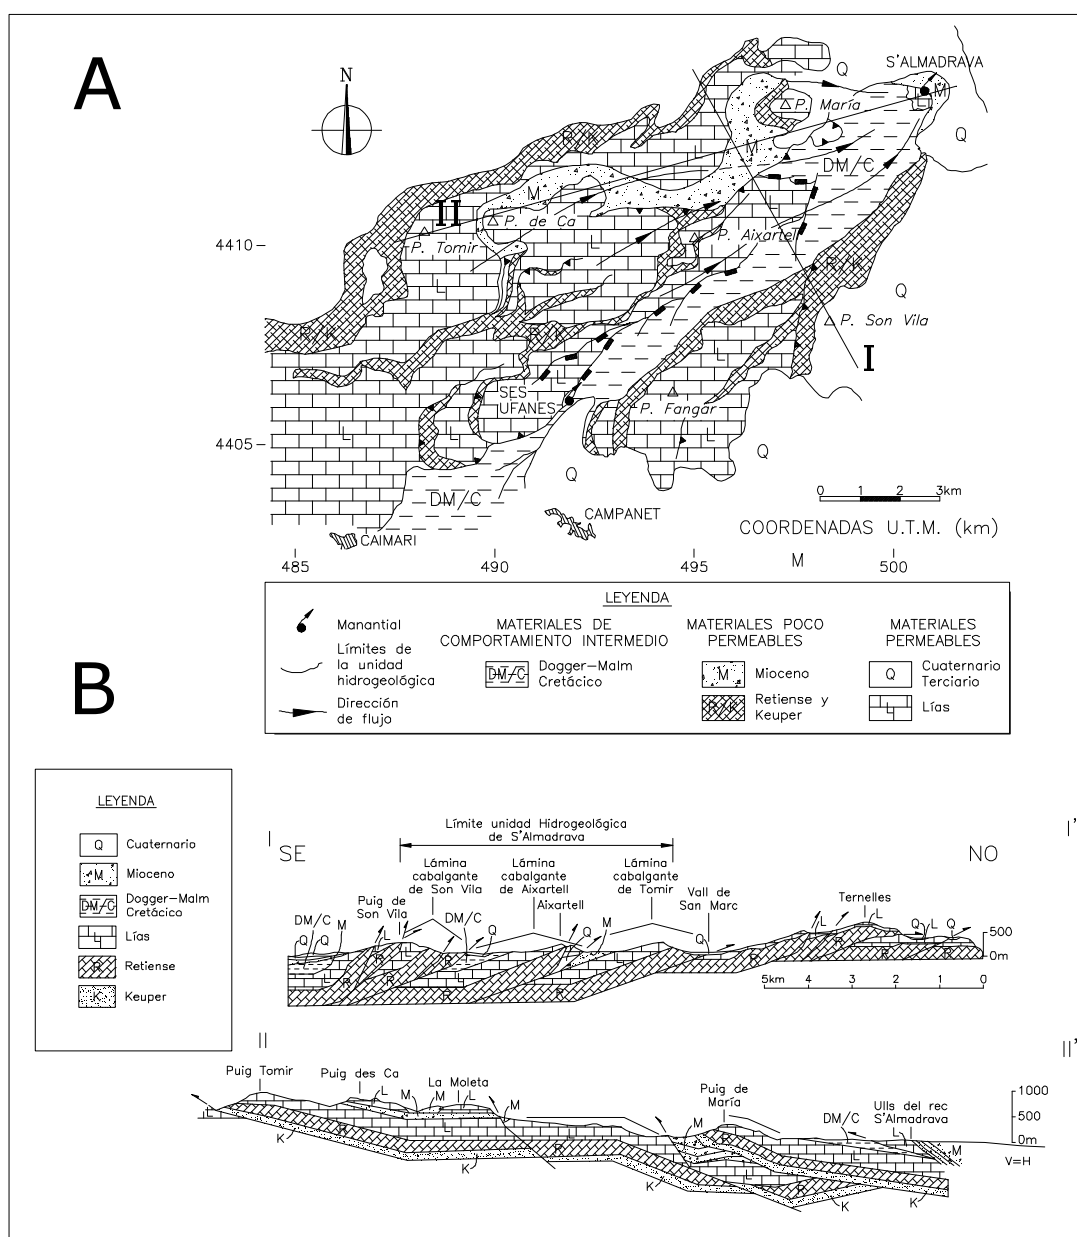 A
N
S'ALMADRAVA
Q
P. María
M
L
Q
R/K
M
DM/C
M
II
P. de Ca
L
P. Aixartell
P. Tomir
4410
L
R/K
Q
L
P. Son Vila
R/K
R/K
I
L
SES
UFANES
P. Fangar
L
L
L
4405
Q
Q
DM/C
0 1 2 3km
CAMPANET
COORDENADAS U.T.M. (km)
CAIMARI
M
485 490 495 500
LEYENDA
Manantial
Límites de
la unidad
hidrogeológica
Dirección
de flujo
MATERIALES DE
COMPORTAMIENTO INTERMEDIO
DM/C
Dogger-Malm
Cretácico
MATERIALES POCO
PERMEABLES
M
Mioceno
R/K
Retiense y
Keuper
MATERIALES
PERMEABLES
Q
Cuaternario
Terciario
L
Lías
B
LEYENDA
Q Cuaternario
M Mioceno
DM/C Dogger-Malm
Cretácico
L Lías
R Retiense
K Keuper
I
I'
SE
NO
Límite unidad Hidrogeológica
de S'Almadrava
Lámina
cabalgante
de Son Vila
Lámina
cabalgante
de Aixartell
Lámina
cabalgante
de Tomir
Puig de
Son Vila
DM/C
Aixartell
Vall de
San Marc
Ternelles
DM/C
M
Q Q
L
Q
Q
M
Q
L
Q L Q
500
0m
L
R
R
R
R
L
R
R
R
R
R
R
5km 4 3 2 1 0
II
II'
Puig Tomir
Puig des Ca
La Moleta
Puig de
María
Ulls del rec
S'Almadrava
DM/C
1000
500
0m
V=H
L
L
M M
L
M
M
L
M
L
R
R
L
L
R
L
R
K
K
K
K
K
K